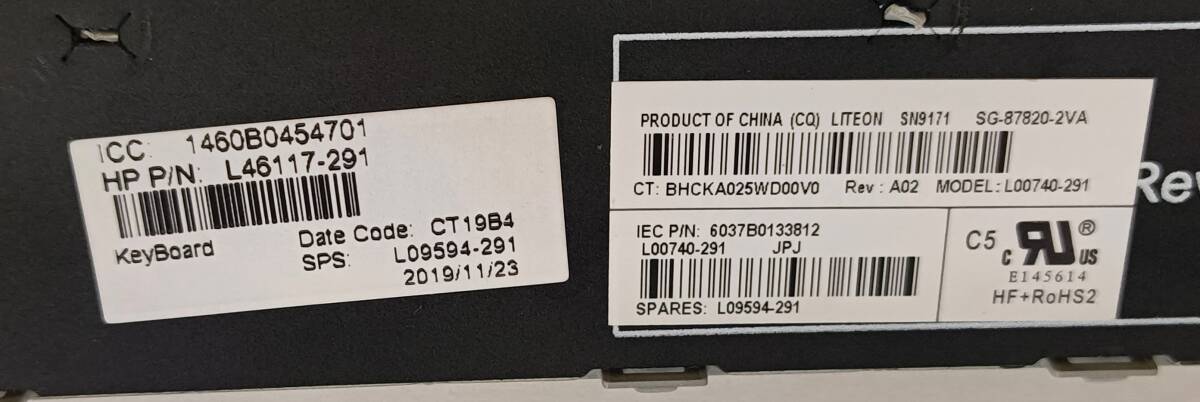 ICC: 1460B0454701
HP P/N: L46117-291
KeyBoard
Date Code: CT19B4
SPS: L09594-291
2019/11/23
PRODUCT OF CHINA (CQ) LITEON SN9171 SG-87820-2VA
CT: BHCKA025WD00V0 Rev : A02 MODEL: L00740-291
IEC P/N: 6037B0133812
L00740-291 JPJ
SPARES: L09594-291
C5 c RU ® US
E145614
HF+RoHS2
Rev